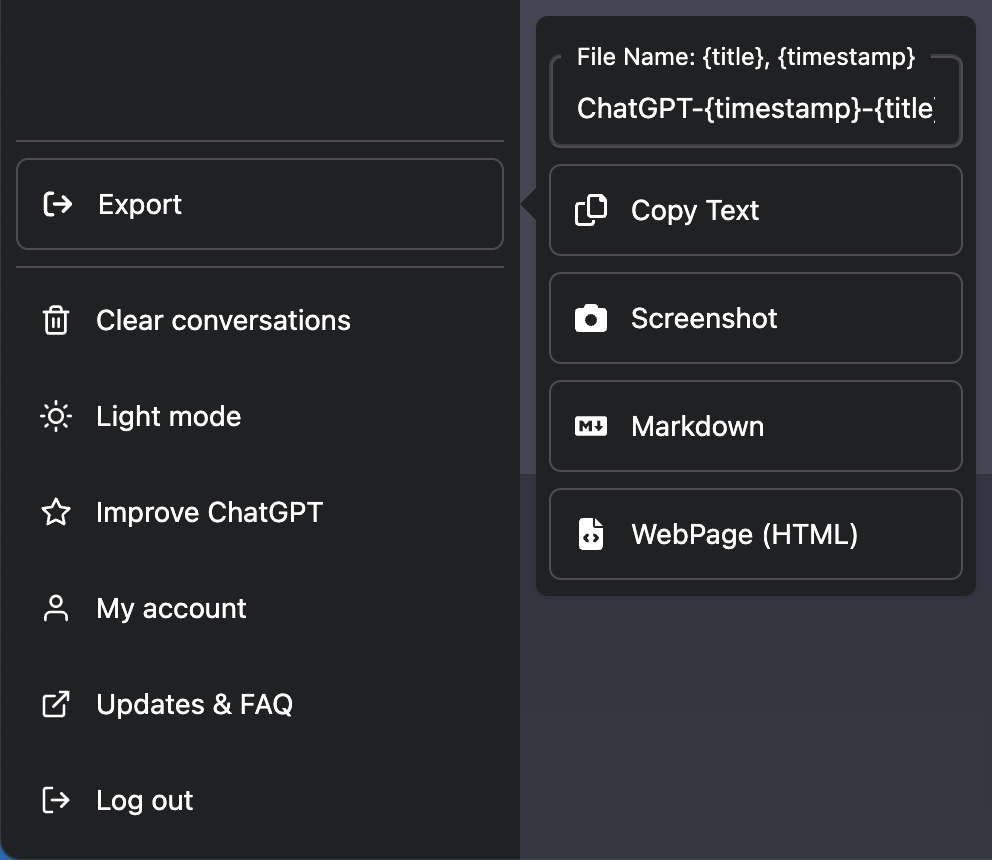 Export
Clear conversations
Light mode
Improve ChatGPT
My account
Updates & FAQ
Log out
File Name: {title}, {timestamp}
ChatGPT-{timestamp}-{title}
Copy Text
Screenshot
M
Markdown
WebPage (HTML)